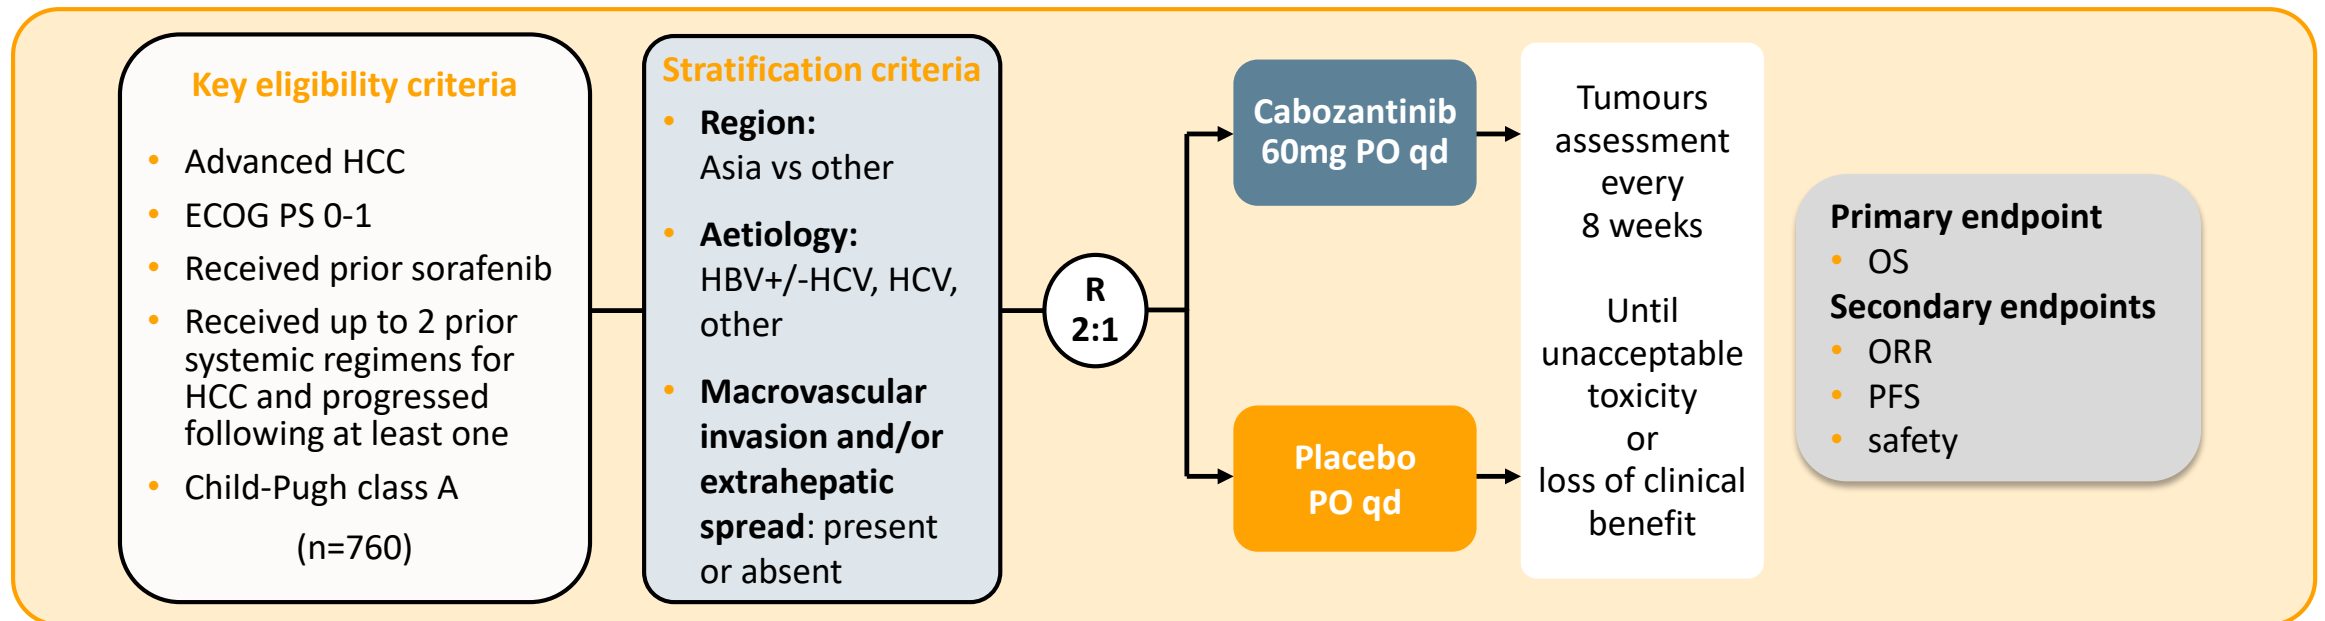 Key eligibility criteria
• Advanced HCC
• ECOG PS 0-1
• Received prior sorafenib
• Received up to 2 prior
systemic regimens for
HCC and progressed
following at least one
• Child-Pugh class A
(n=760)
Stratification criteria
• Region:
Asia vs other
• Aetiology:
HBV+/-HCV, HCV,
other
• Macrovascular
invasion and/or
extrahepatic
spread: present
or absent
R
2:1
Cabozantinib
60mg PO qd
Placebo
PO qd
Tumours
assessment
every
8 weeks
Until
unacceptable
toxicity
or
loss of clinical
benefit
Primary endpoint
• OS
Secondary endpoints
• ORR
• PFS
• safety